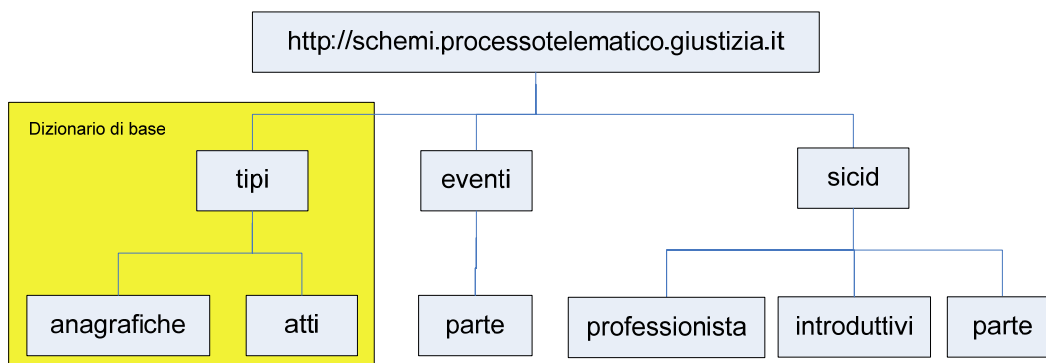 http://schemi.processotelematico.giustizia.it
Dizionario di base
tipi
eventi
sicid
anagrafiche
atti
parte
professionista
introduttivi
parte